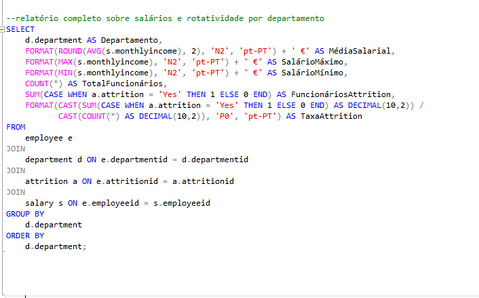 --relatório completo sobre salários e rotatividade por departamento
SELECT
d.department AS Departamento,
FORMAT(ROUND(AVG(s.monthlyincome), 2), 'N2', 'pt-PT') + ' €' AS MédiaSalarial,
FORMAT(MAX(s.monthlyincome), 'N2', 'pt-PT') + ' €' AS SalárioMáximo,
FORMAT(MIN(s.monthlyincome), 'N2', 'pt-PT') + ' €' AS SalárioMínimo,
COUNT(*) AS TotalFuncionários,
SUM(CASE WHEN a.attrition = 'Yes' THEN 1 ELSE 0 END) AS FuncionáriosAttrition,
FORMAT(CAST(SUM(CASE WHEN a.attrition = 'Yes' THEN 1 ELSE 0 END) AS DECIMAL(10,2)) /
CAST(COUNT(*) AS DECIMAL(10,2)), 'P0', 'pt-PT') AS TaxaAttrition
FROM
employee e
JOIN
department d ON e.departmentid = d.departmentid
JOIN
attrition a ON e.attritionid = a.attritionid
JOIN
salary s ON e.employeeid = s.employeeid
GROUP BY
d.department
ORDER BY
d.department;